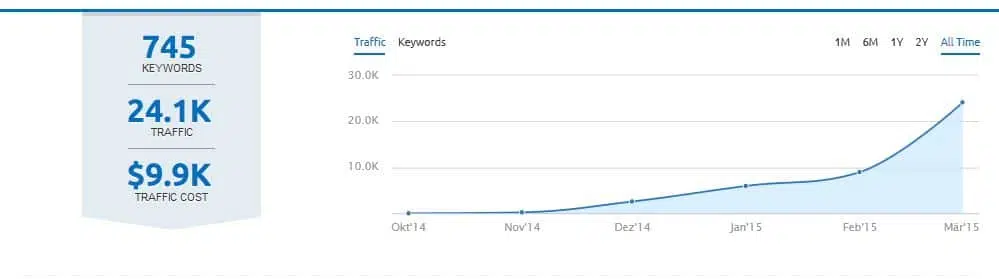 745
KEYWORDS
24.1K
TRAFFIC
$9.9K
TRAFFIC COST
Traffic Keywords
1M 6M 1Y 2Y All Time
30.0K
20.0K
10.0K
Okt'14 Nov'14 Dez'14 Jan'15 Feb'15 Mär'15